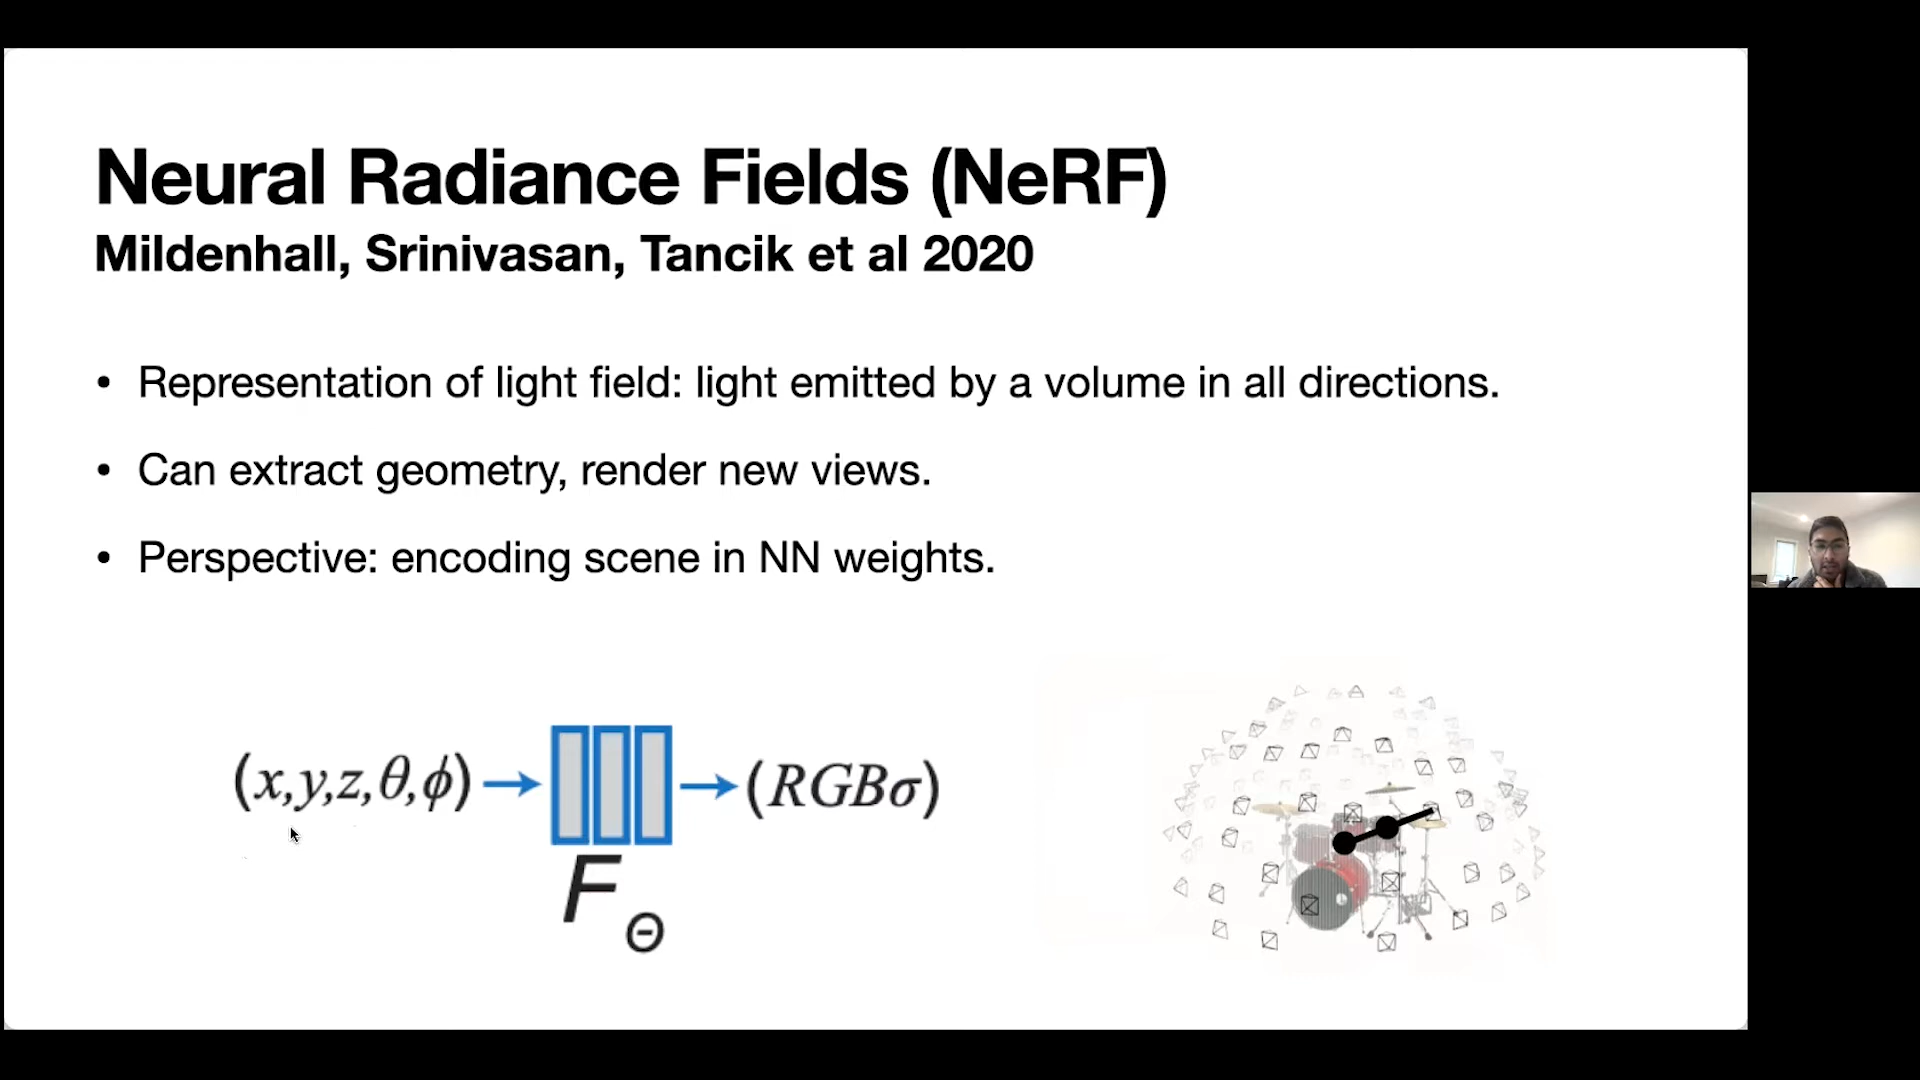 Neural Radiance Fields (NeRF)
Mildenhall, Srinivasan, Tancik et al 2020
• Representation of light field: light emitted by a volume in all directions.
• Can extract geometry, render new views.
• Perspective: encoding scene in NN weights.
(x,y,z,θ,ϕ) → → (RGBσ)
F_Θ